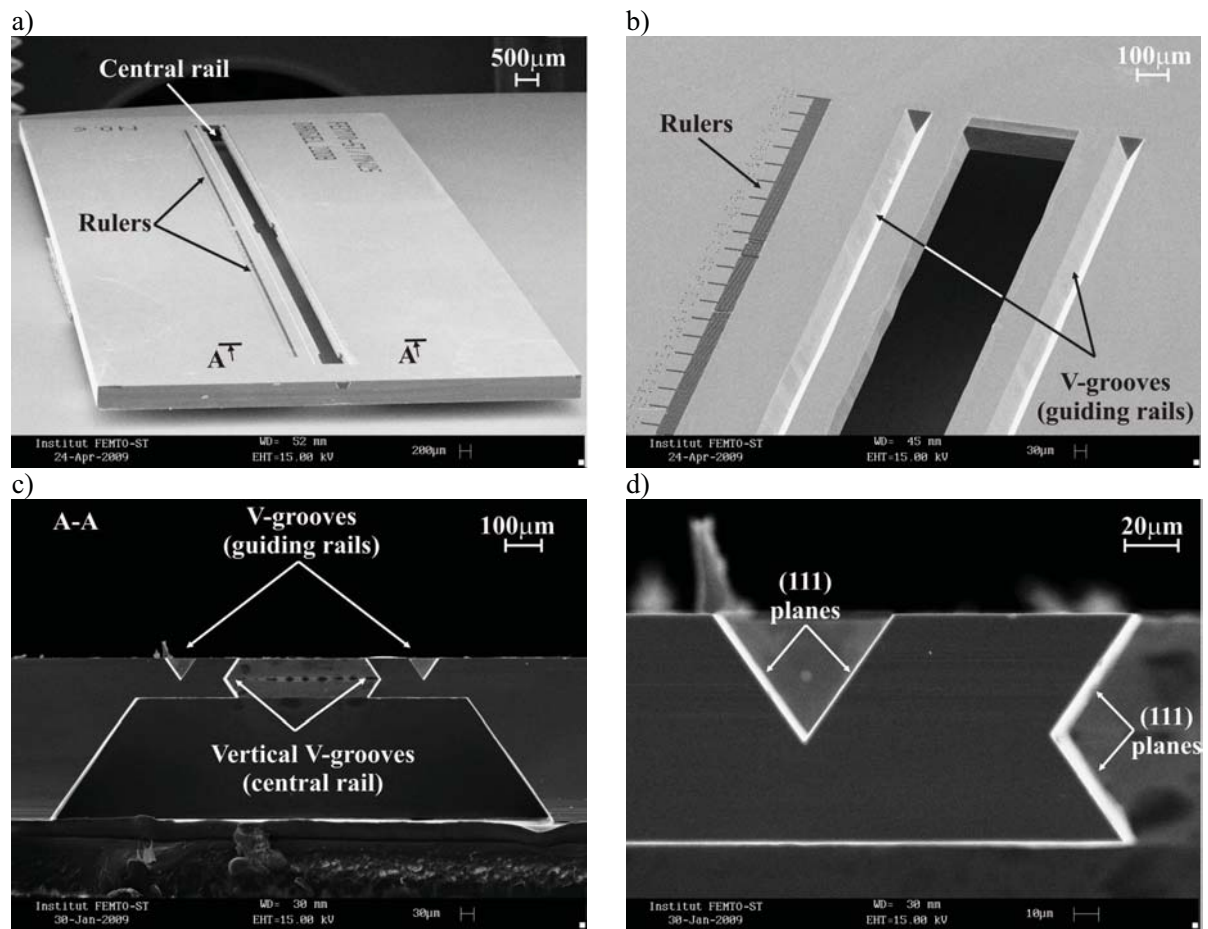 a)
500μm
Central rail
Rulers
A
A
Institut FEMTO-ST
24-Apr-2009
WD= 52 mm
EHT=15.00 kV
200μm
b)
100μm
Rulers
V-grooves
(guiding rails)
Institut FEMTO-ST
24-Apr-2009
WD= 45 mm
EHT=15.00 kV
30μm
c)
A-A
V-grooves
(guiding rails)
100μm
Vertical V-grooves
(central rail)
Institut FEMTO-ST
30-Jan-2009
WD= 30 mm
EHT=15.00 kV
30μm
d)
20μm
(111)
planes
(111)
planes
Institut FEMTO-ST
30-Jan-2009
WD= 30 mm
EHT=15.00 kV
10μm